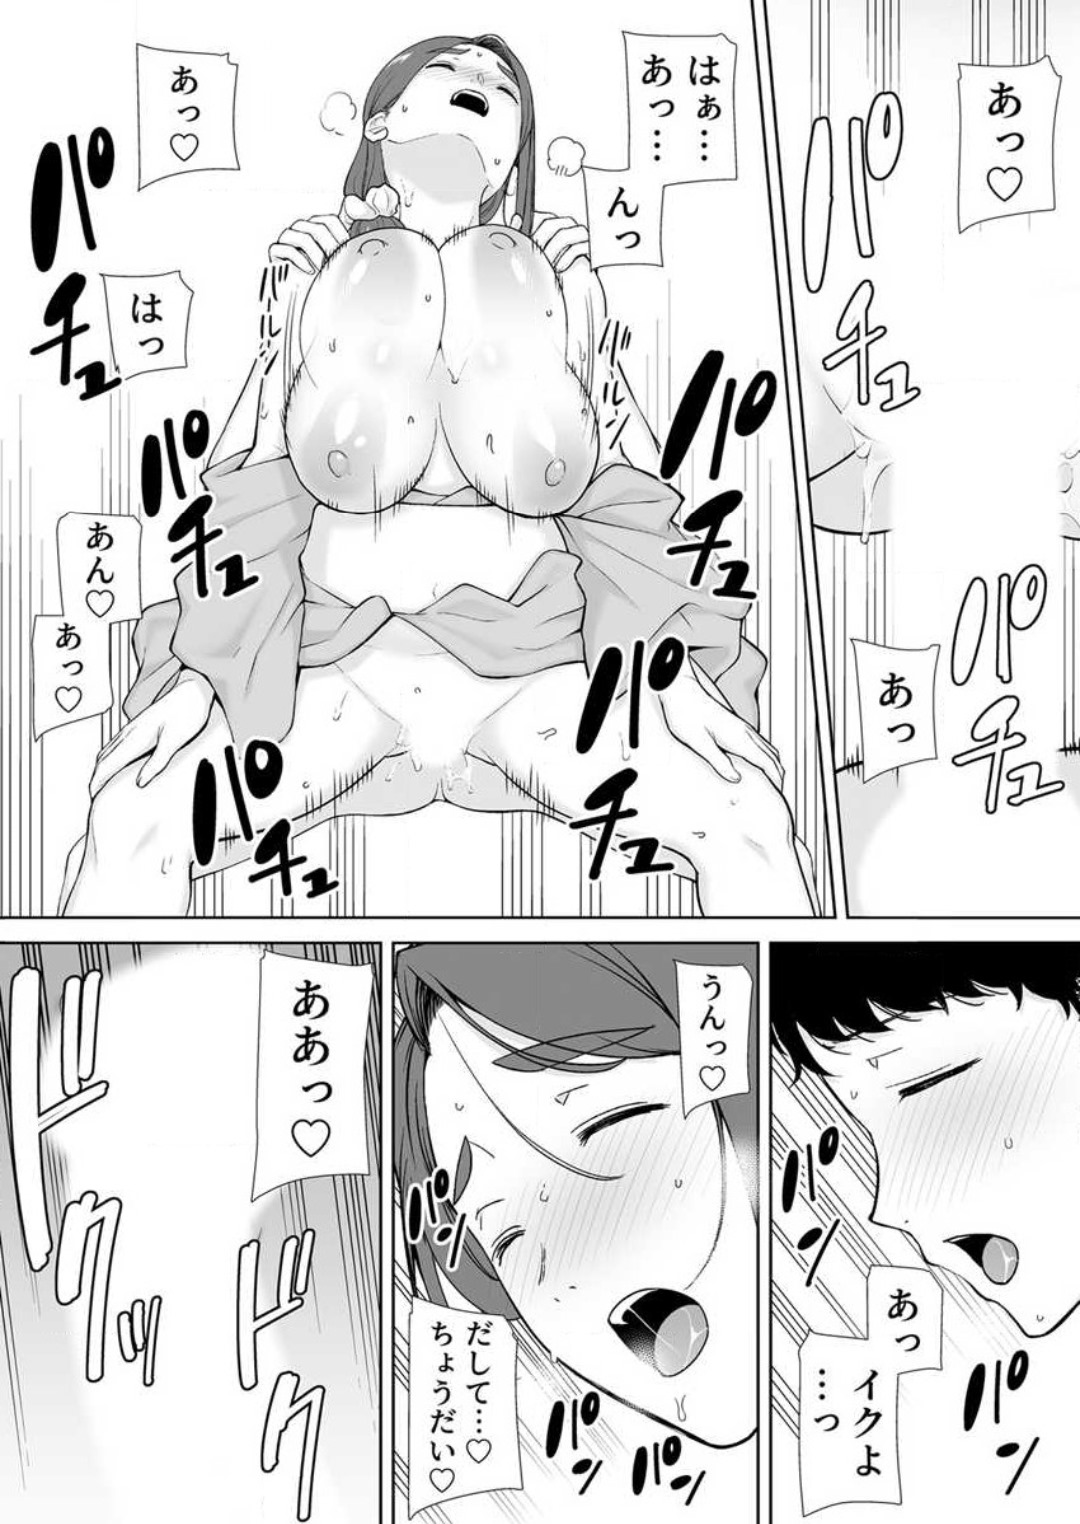 あっ♡
パ
チュ
あっ
パ
チュ
はぁ…
あっ…
んっ
あっ♡
パ
チュ
はっ
パ
チュ
パ
チュ
あん♡
あっ♡
パ
チュ
パ
チュ
パン
あっ
イクよ
…っ
パン
うんっ♡
パン
だして…♡
ちょうだい♡
パン
パン
ああっ♡
ドクッ
ドク